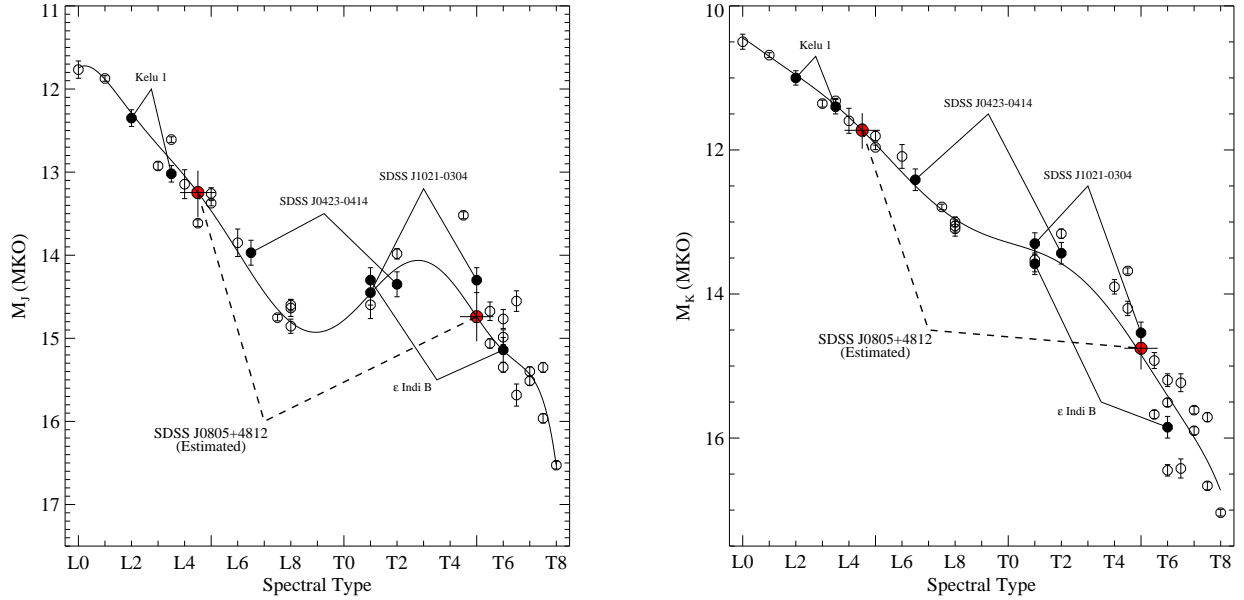 11
12
13
14
15
16
17
M_J (MKO)
L0 L2 L4 L6 L8 T0 T2 T4 T6 T8
Spectral Type
Kelu 1
SDSS J1021-0304
SDSS J0423-0414
ε Indi B
SDSS J0805+4812
(Estimated)
10
12
14
16
M_K (MKO)
L0 L2 L4 L6 L8 T0 T2 T4 T6 T8
Spectral Type
Kelu 1
SDSS J0423-0414
SDSS J1021-0304
SDSS J0805+4812
(Estimated)
ε Indi B